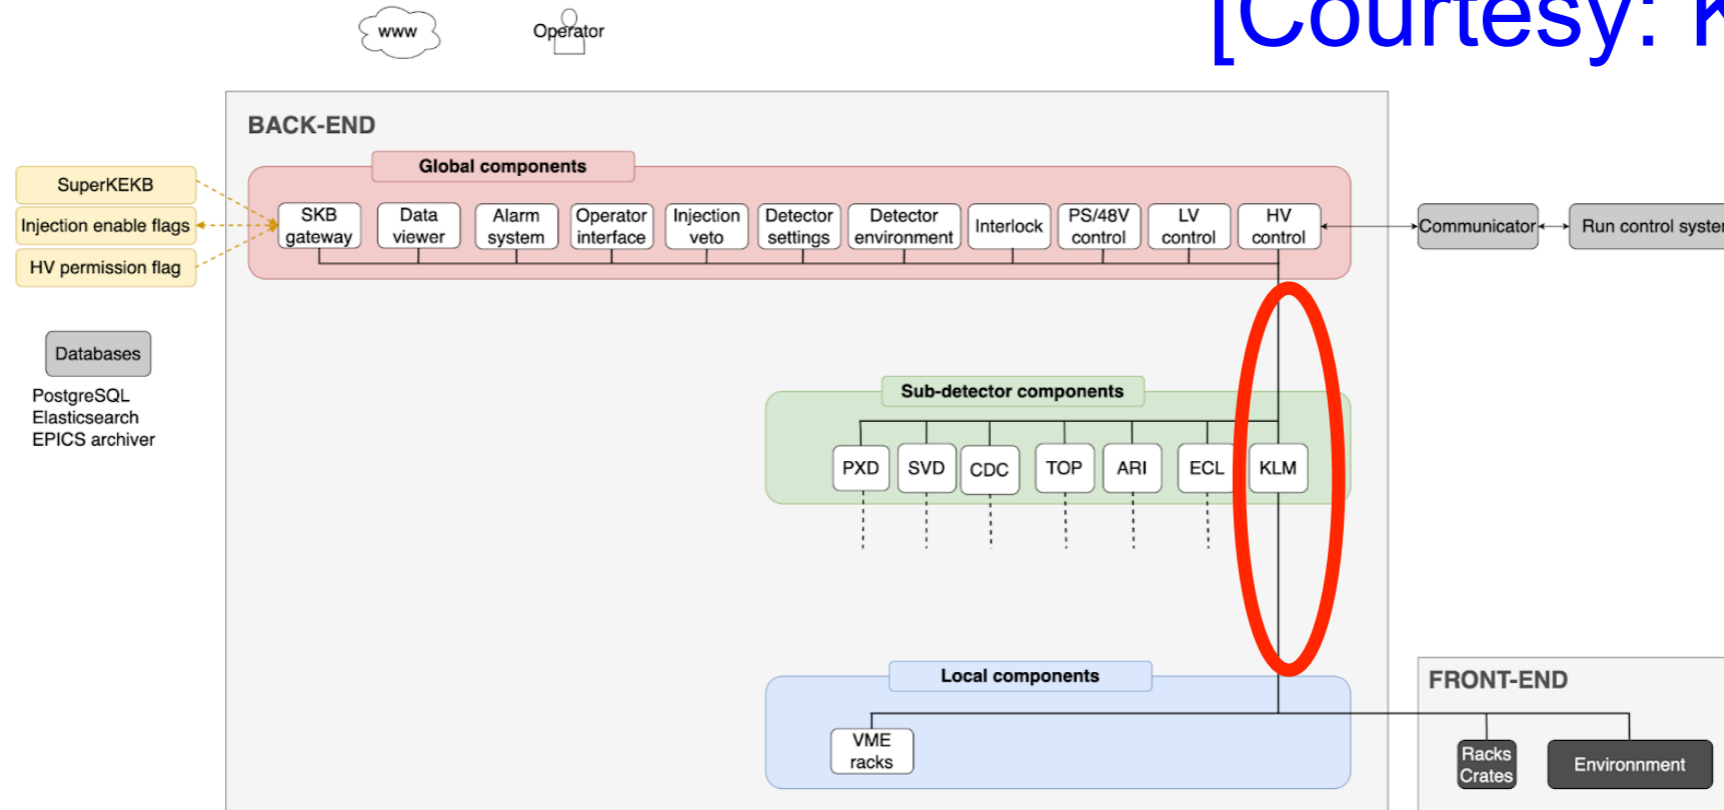 [Courtesy: K
www
Operator
BACK-END
Global components
SuperKEKB
Injection enable flags
HV permission flag
SKB
gateway
Data
viewer
Alarm
system
Operator
interface
Injection
veto
Detector
settings
Detector
environment
Interlock
PS/48V
control
LV
control
HV
control
Communicator
Run control system
Databases
PostgreSQL
Elasticsearch
EPICS archiver
Sub-detector components
PXD
SVD
CDC
TOP
ARI
ECL
KLM
Local components
VME
racks
FRONT-END
Racks
Crates
Environnment